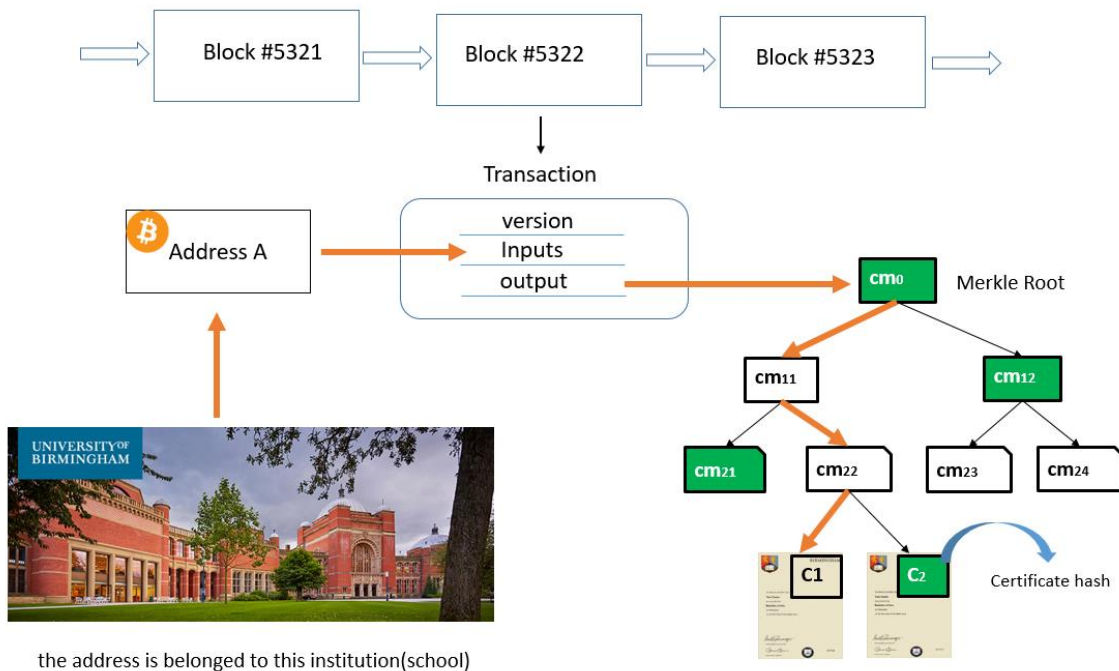 Block #5321
Block #5322
Block #5323
Transaction
version
Inputs
output
Address A
cm0
Merkle Root
cm11
cm12
UNIVERSITY OF
BIRMINGHAM
cm21
cm22
cm23
cm24
C1
C2
Certificate hash
the address is belonged to this institution(school)